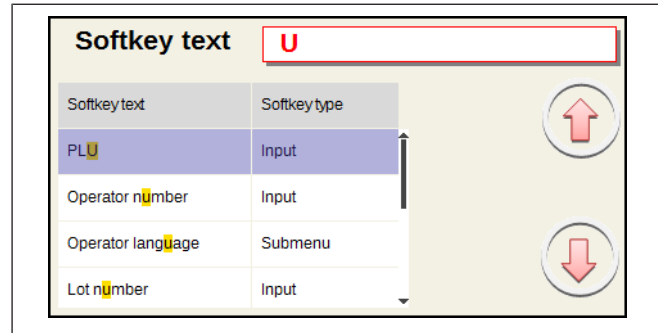 Softkey text U
Softkey text Softkey type
PLU Input
Operator number Input
Operator language Submenu
Lot number Input